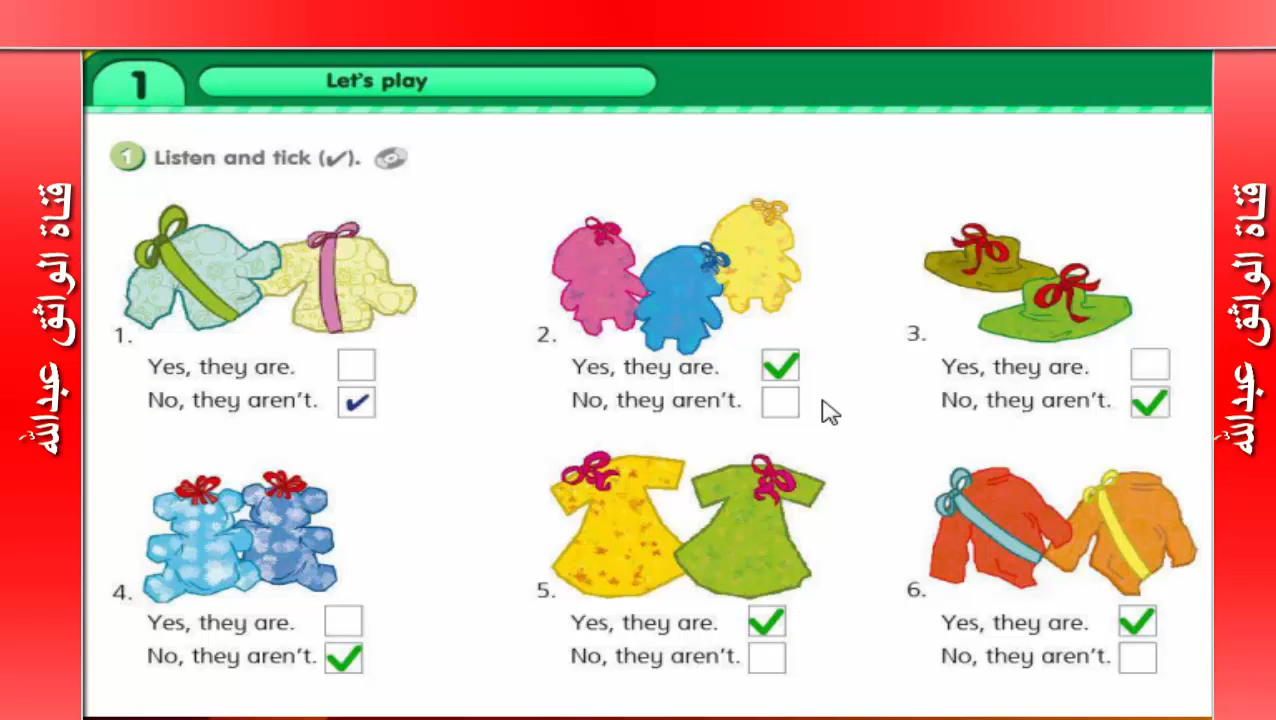 1
Let's play
1 Listen and tick (✔).
1.
Yes, they are.
No, they aren't. ✔
2.
Yes, they are. ✔
No, they aren't.
3.
Yes, they are.
No, they aren't. ✔
4.
Yes, they are.
No, they aren't. ✔
5.
Yes, they are. ✔
No, they aren't.
6.
Yes, they are. ✔
No, they aren't.
قناة الواثق عبدالله
قناة الواثق عبدالله